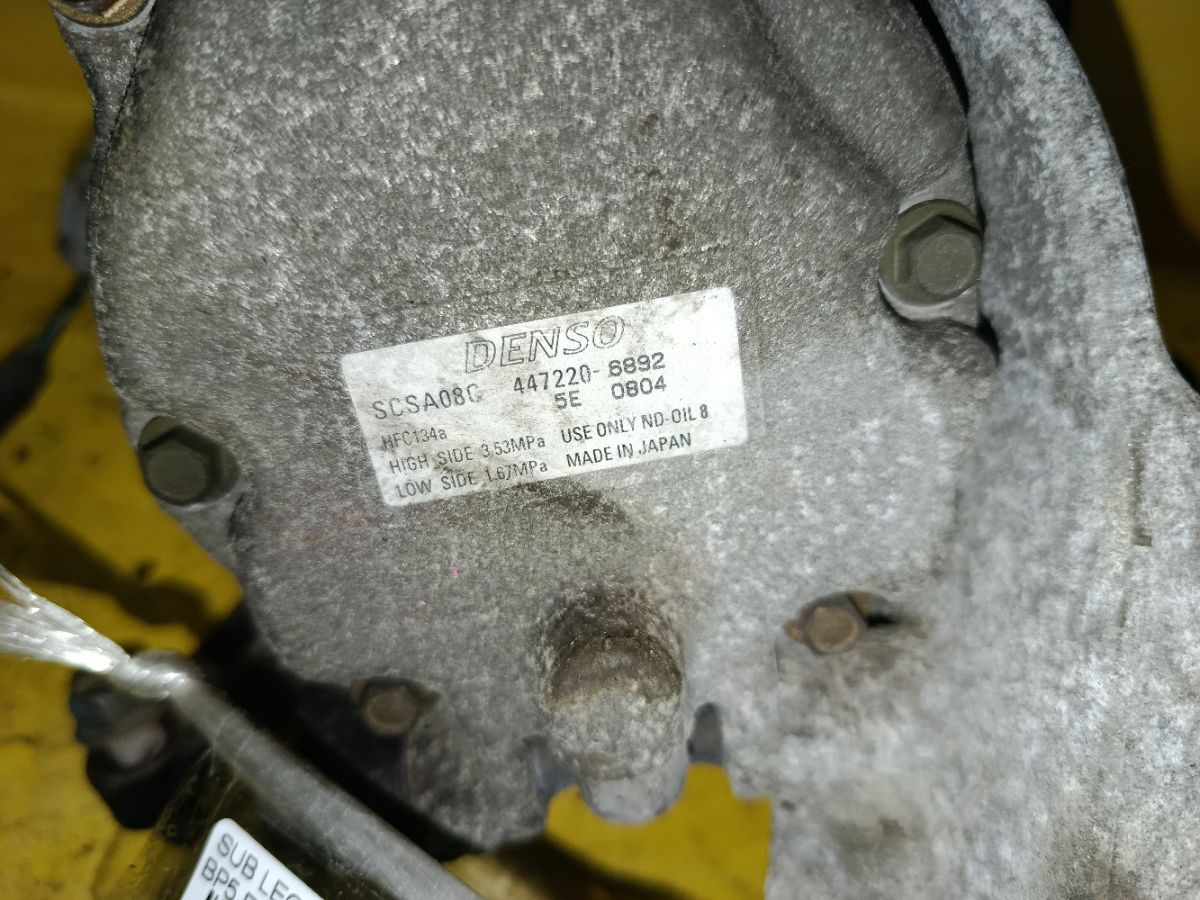 DENSO
SCSA08C 447220-6892
5E 0804
HFC134a
HIGH SIDE 3.53MPa USE ONLY ND-OIL 8
LOW SIDE 1.67MPa MADE IN JAPAN
SUB LEG
BP5